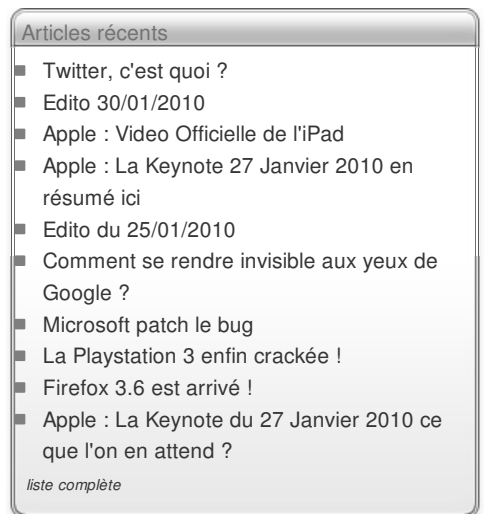 Articles récents
Twitter, c'est quoi ?
Edito 30/01/2010
Apple : Video Officielle de l'iPad
Apple : La Keynote 27 Janvier 2010 en
résumé ici
Edito du 25/01/2010
Comment se rendre invisible aux yeux de
Google ?
Microsoft patch le bug
La Playstation 3 enfin crackée !
Firefox 3.6 est arrivé !
Apple : La Keynote du 27 Janvier 2010 ce
que l'on en attend ?
liste complète